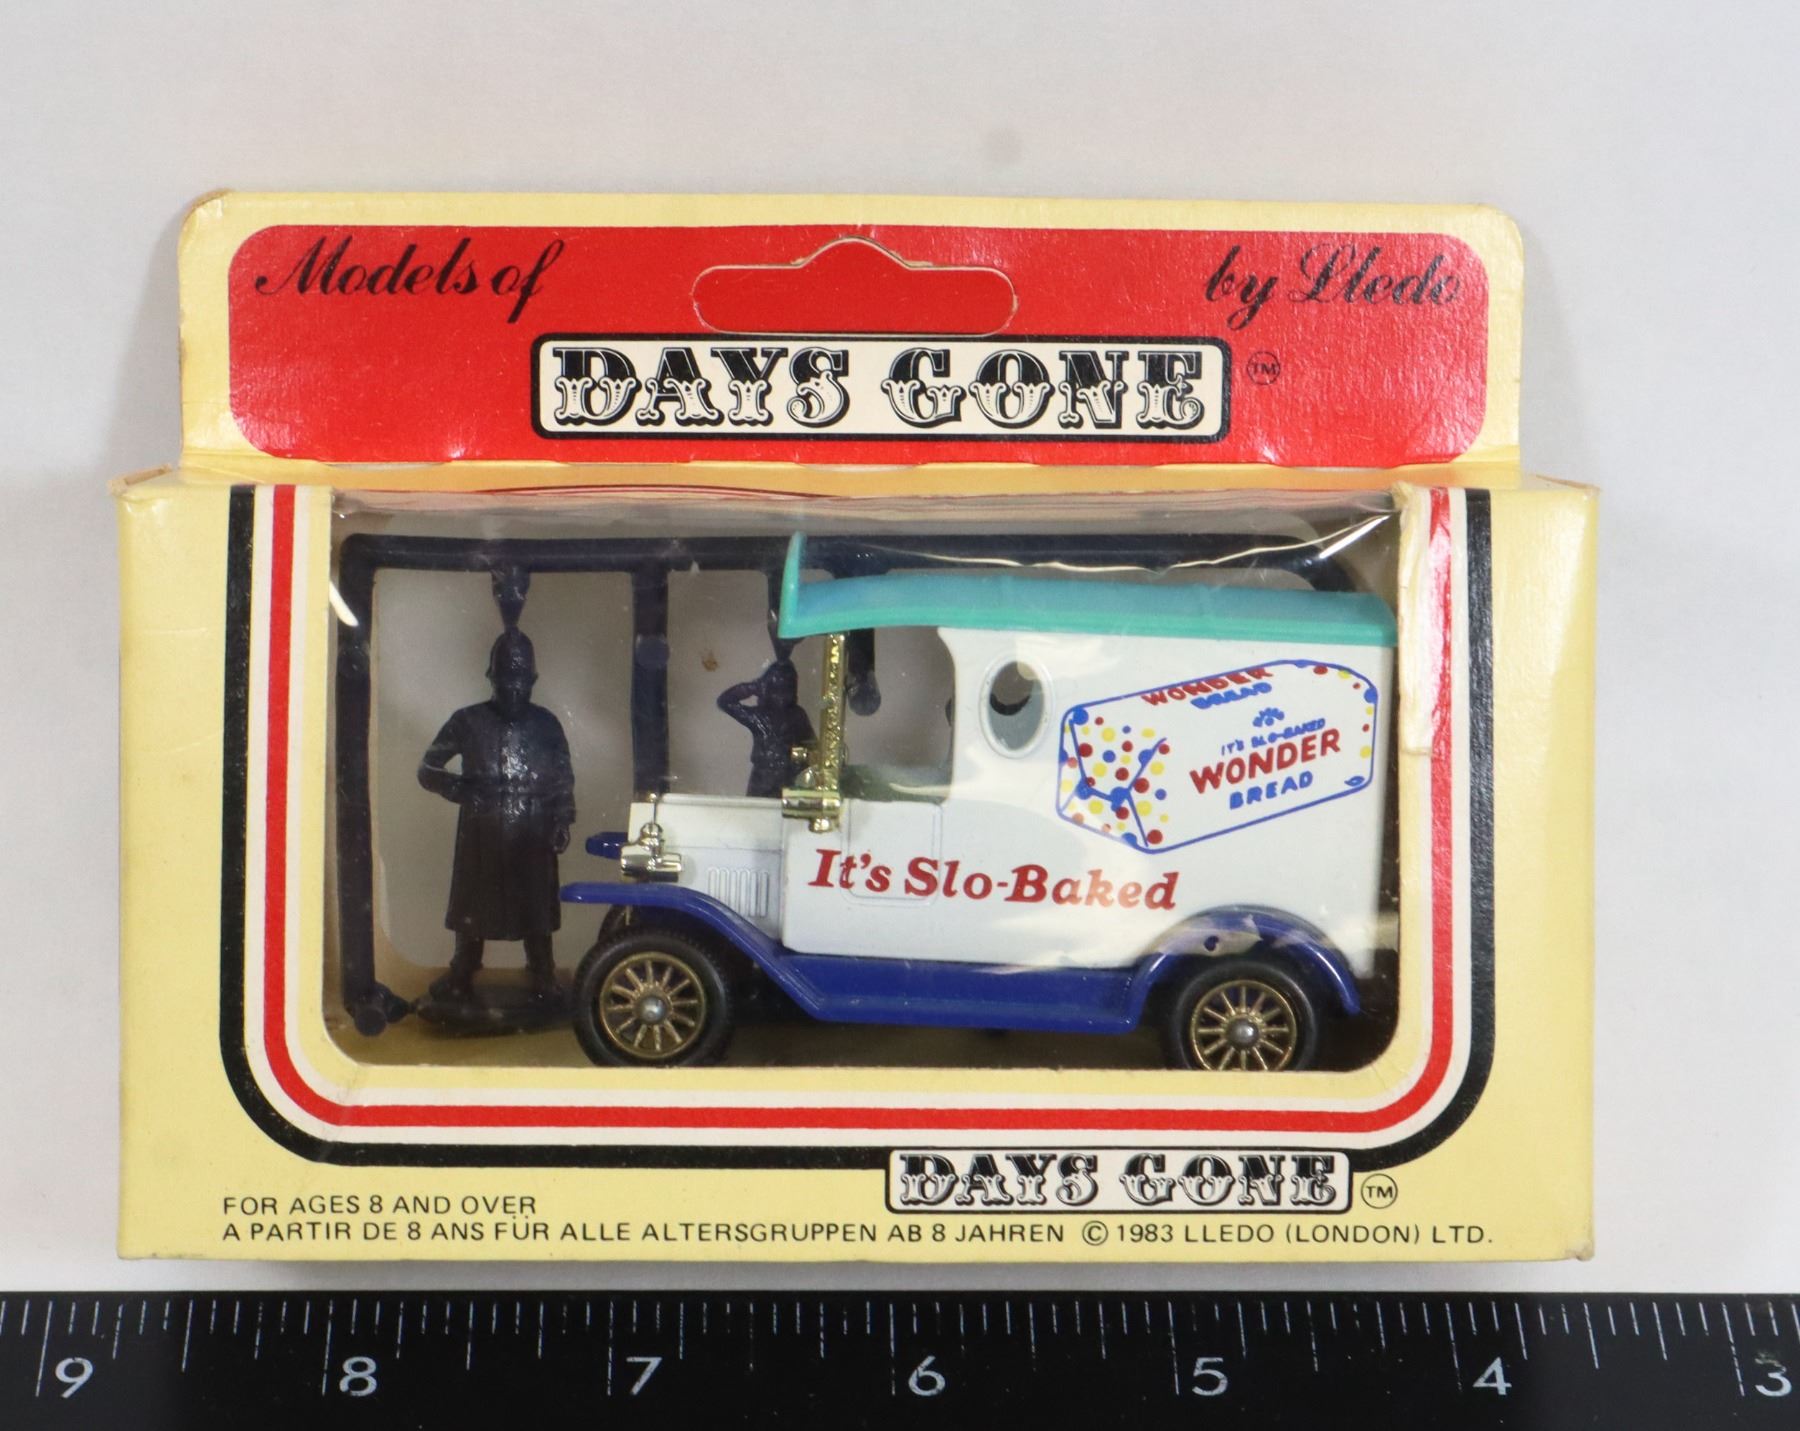 Models of
by Lledo
DAYS GONE
TM
WONDER
BREAD
IT'S SLO-BAKED
WONDER
BREAD
It's Slo-Baked
DAYS GONE
TM
FOR AGES 8 AND OVER
A PARTIR DE 8 ANS FÜR ALLE ALTERSGRUPPEN AB 8 JAHREN © 1983 LLEDO (LONDON) LTD.
9 8 7 6 5 4 3